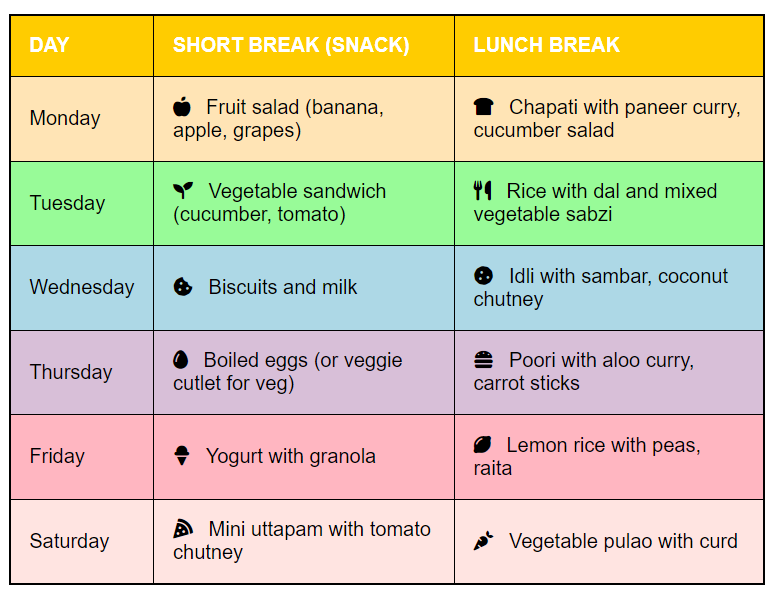 DAY SHORT BREAK (SNACK) LUNCH BREAK
Monday
Fruit salad (banana,
apple, grapes)
Chapati with paneer curry,
cucumber salad
Tuesday
Vegetable sandwich
(cucumber, tomato)
Rice with dal and mixed
vegetable sabzi
Wednesday
Biscuits and milk
Idli with sambar, coconut
chutney
Thursday
Boiled eggs (or veggie
cutlet for veg)
Poori with aloo curry,
carrot sticks
Friday
Yogurt with granola
Lemon rice with peas,
raita
Saturday
Mini uttapam with tomato
chutney
Vegetable pulao with curd